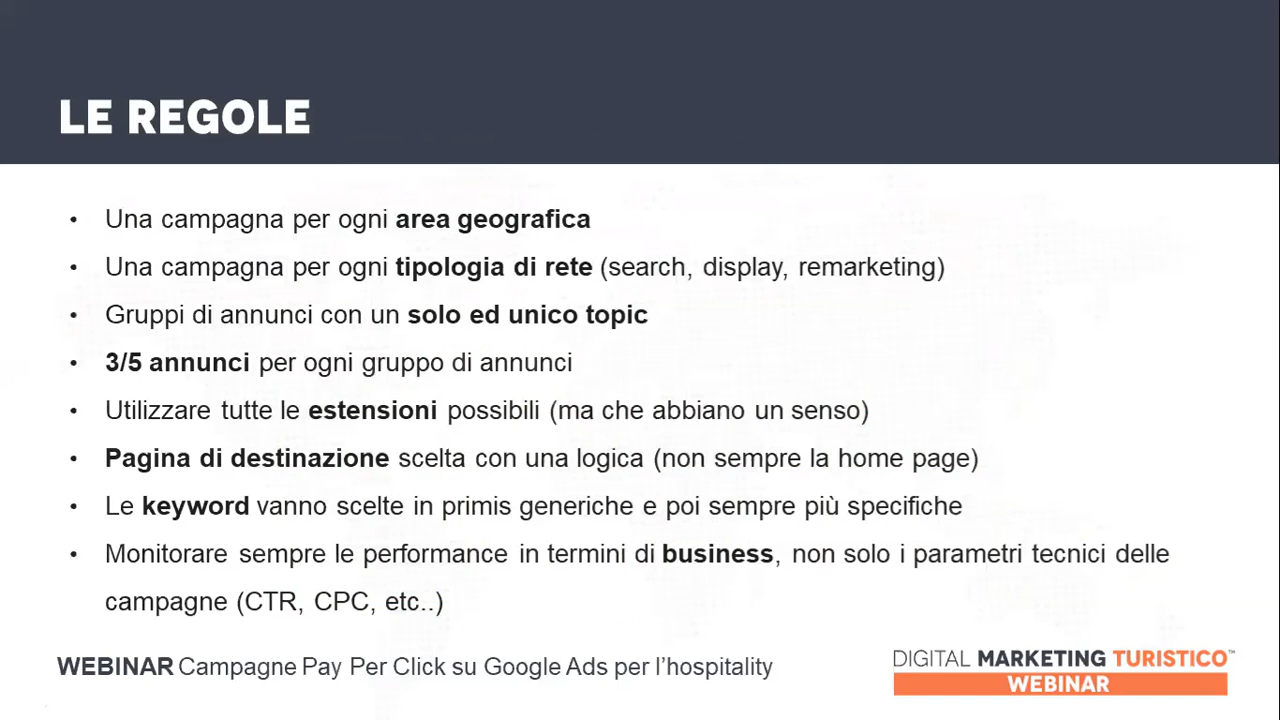 LE REGOLE
• Una campagna per ogni area geografica
• Una campagna per ogni tipologia di rete (search, display, remarketing)
• Gruppi di annunci con un solo ed unico topic
• 3/5 annunci per ogni gruppo di annunci
• Utilizzare tutte le estensioni possibili (ma che abbiano un senso)
• Pagina di destinazione scelta con una logica (non sempre la home page)
• Le keyword vanno scelte in primis generiche e poi sempre più specifiche
• Monitorare sempre le performance in termini di business, non solo i parametri tecnici delle
campagne (CTR, CPC, etc..)
WEBINAR Campagne Pay Per Click su Google Ads per l’hospitality
DIGITAL MARKETING TURISTICO™
WEBINAR